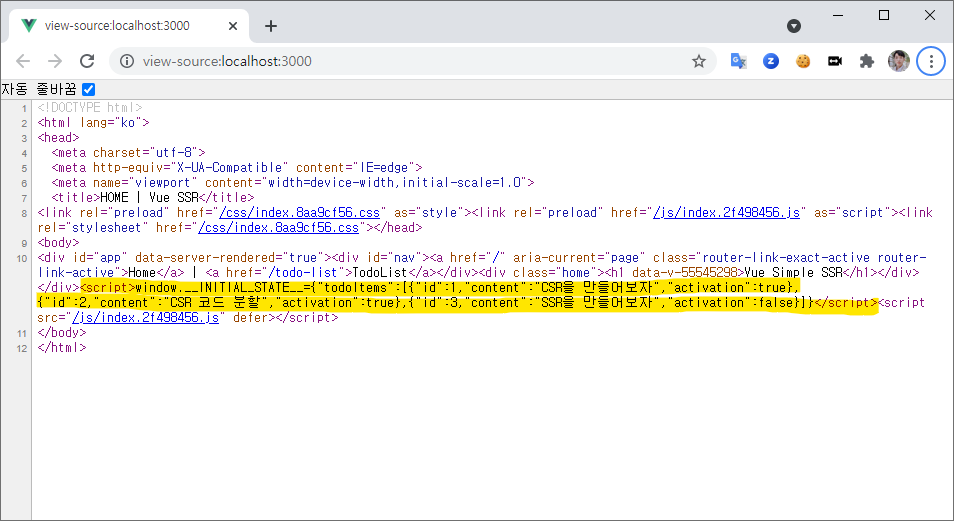 view-source:localhost:3000
view-source:localhost:3000
자동 줄바꿈
1 <!DOCTYPE html>
2 <html lang="ko">
3 <head>
4 <meta charset="utf-8">
5 <meta http-equiv="X-UA-Compatible" content="IE=edge">
6 <meta name="viewport" content="width=device-width,initial-scale=1.0">
7 <title>HOME | Vue SSR</title>
8 <link rel="preload" href="/css/index.8aa9cf56.css" as="style"><link rel="preload" href="/js/index.2f498456.js" as="script"><link
rel="stylesheet" href="/css/index.8aa9cf56.css"></head>
9 <body>
10 <div id="app" data-server-rendered="true"><div id="nav"><a href="/" aria-current="page" class="router-link-exact-active router-
link-active">Home</a> | <a href="/todo-list">TodoList</a></div><div class="home"><h1 data-v-55545298>Vue Simple SSR</h1></div>
</div><script>window.__INITIAL_STATE__={"todoItems":[{"id":1,"content":"CSR을 만들어보자","activation":true},
{"id":2,"content":"CSR 코드 분할","activation":true},{"id":3,"content":"SSR을 만들어보자","activation":false}]}</script><script
src="/js/index.2f498456.js" defer></script>
11 </body>
12 </html>